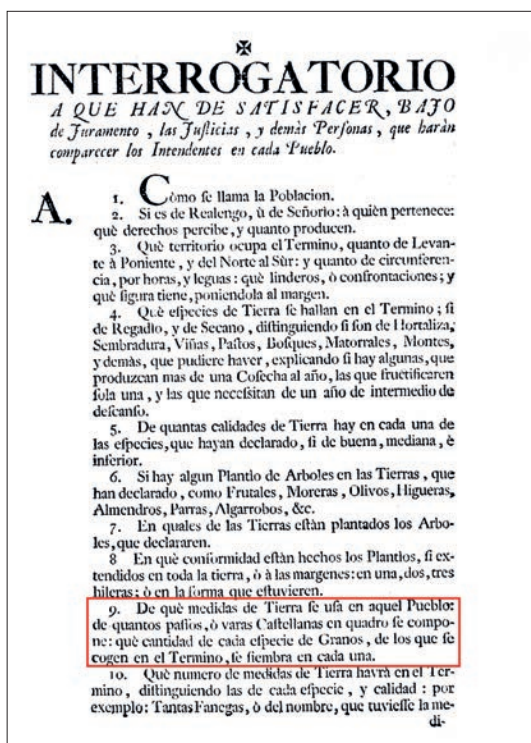 INTERROGATORIO
A QUE HAN DE SATISFACER, BAJO
de Juramento, las Justicias, y demàs Personas, que haràn
comparecer los Intendentes en cada Pueblo.
A. 1. Còmo se llama la Poblacion.
2. Si es de Realengo, ù de Señorìo: à quièn pertenece:
què derechos percibe, y quanto producen.
3. Què territorio ocupa el Termino, quanto de Levan-
te à Poniente, y del Norte al Sùr: y quanto de circunferen-
cia, por horas, y leguas: què linderos, ò confrontaciones; y
què figura tiene, poniendola al margen.
4. Què especies de Tierra se hallan en el Termino; si
de Regadìo, y de Secano, distinguiendo si son de Hortaliza,
Sembradura, Viñas, Pastos, Bosques, Matorrales, Montes,
y demàs, que pudiere haver, explicando si hay algunas, que
produzcan mas de una Cosecha al año, las que fructificaren
sola una, y las que necessitan de un año de intermedio de
descanso.
5. De quantas calidades de Tierra hay en cada una de
las especies, que hayan declarado, si de buena, mediana, è
inferior.
6. Si hay algun Plantìo de Arboles en las Tierras, que
han declarado, como Frutales, Moreras, Olivos, Higueras,
Almendros, Parras, Algarrobos, &c.
7. En quales de las Tierras estàn plantados los Arbo-
les, que declararen.
8 En què conformidad estàn hechos los Plantìos, si ex-
tendidos en toda la tierra, ò à las margenes: en una, dos, tres
hileras; ò en la forma que estuvieren.
9. De què medidas de Tierra se usa en aquel Pueblo:
de quantos passos, ò varas Castellanas en quadro se compo-
ne: què cantidad de cada especie de Granos, de los que se
cogen en el Termino, se siembra en cada una.
10. Què numero de medidas de Tierra havrà en el Ter-
mino, distinguiendo las de cada especie, y calidad: por
exemplo: Tantas Fanegas, ò del nombre, que tuviesse la me-
di-